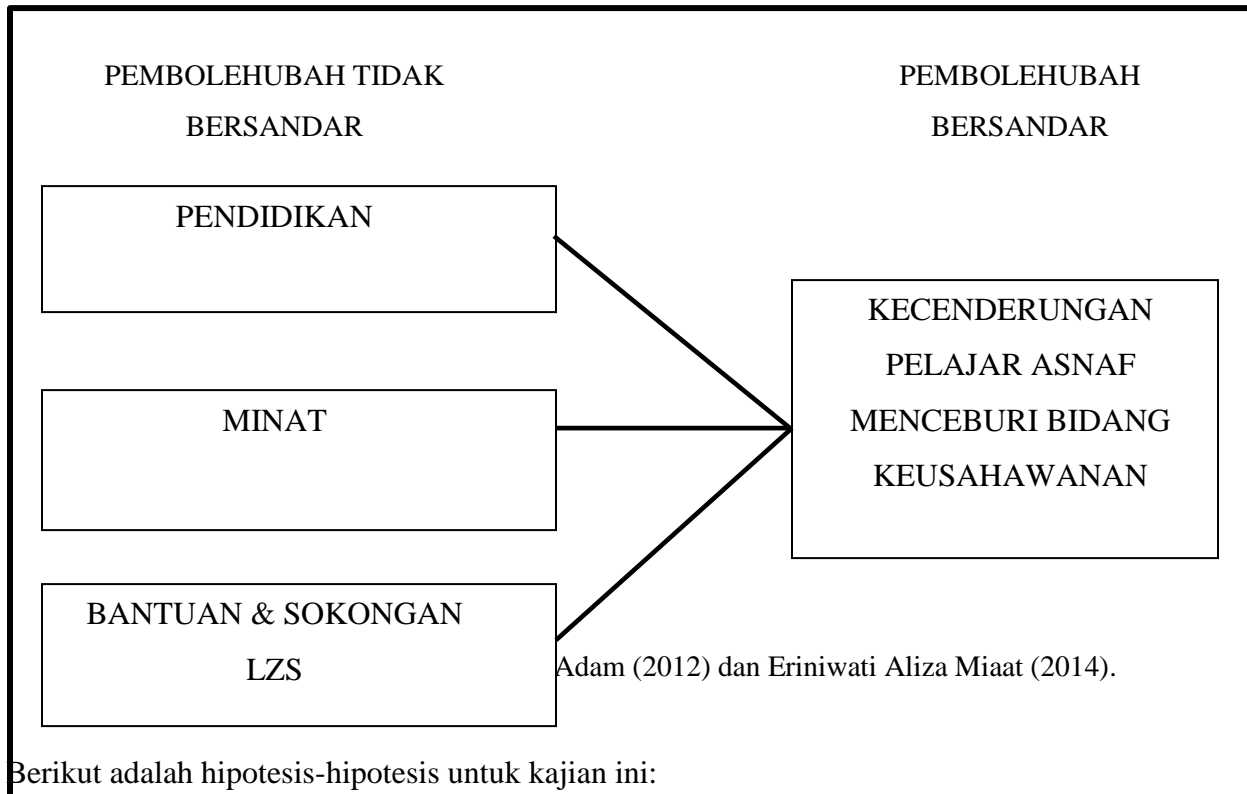 PEMBOLEHUBAH TIDAK
BERSANDAR
PEMBOLEHUBAH
BERSANDAR
PENDIDIKAN
MINAT
BANTUAN & SOKONGAN
LZS
KECENDERUNGAN
PELAJAR ASNAF
MENCEBURI BIDANG
KEUSAHAWANAN
Adam (2012) dan Eriniwati Aliza Miaat (2014).
Berikut adalah hipotesis-hipotesis untuk kajian ini: